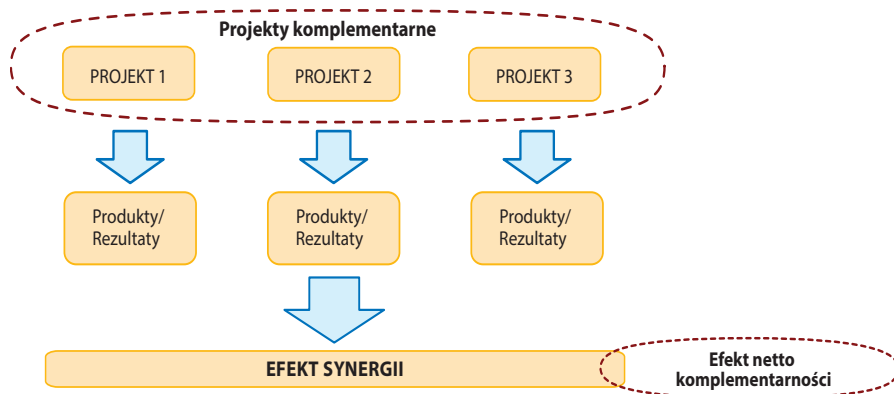 Projekty komplementarne
PROJEKT 1
PROJEKT 2
PROJEKT 3
Produkty/
Rezultaty
Produkty/
Rezultaty
Produkty/
Rezultaty
EFEKT SYNERGII
Efekt netto
komplementarności